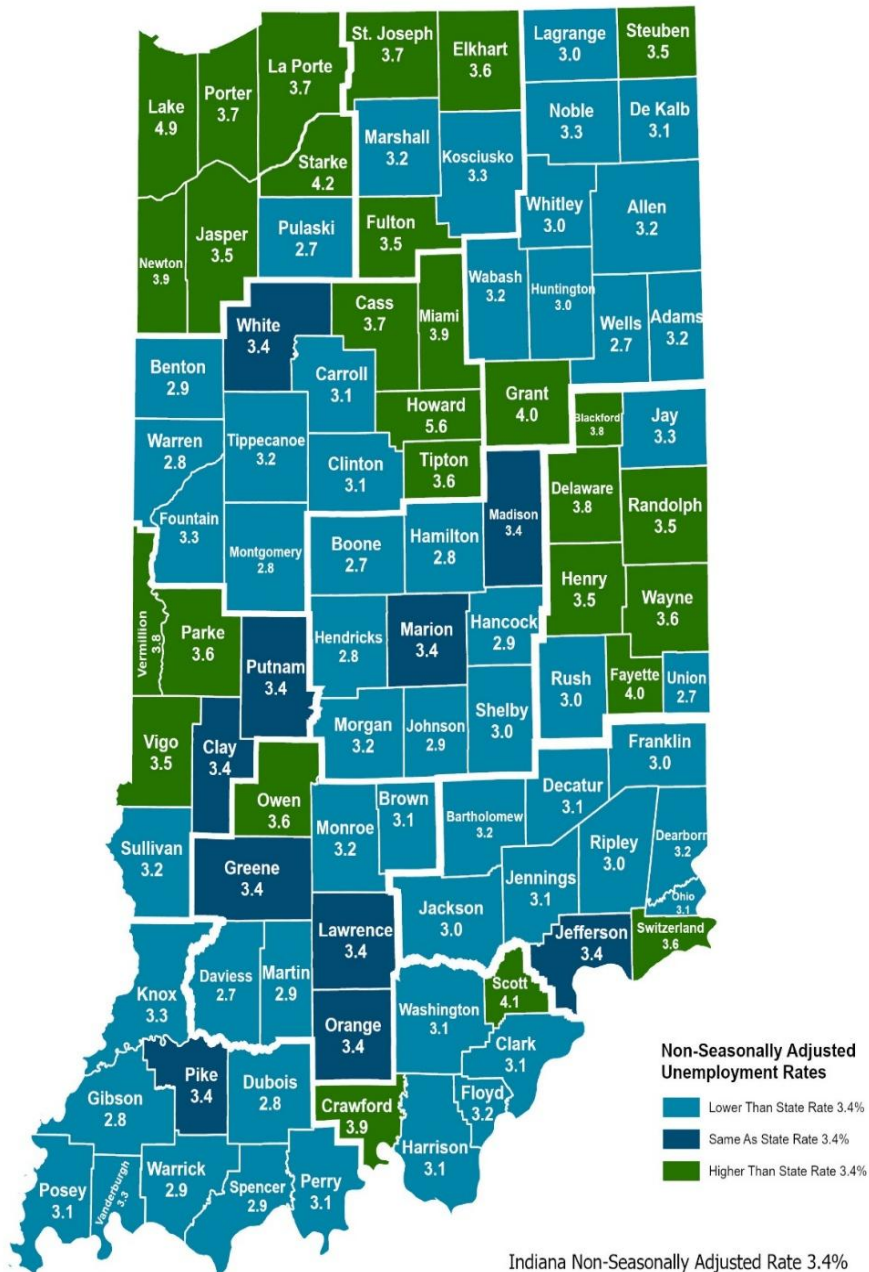 St. Joseph
3.7
Elkhart
3.6
Lagrange
3.0
Steuben
3.5
La Porte
3.7
Porter
3.7
Lake
4.9
Noble
3.3
De Kalb
3.1
Marshall
3.2
Kosciusko
3.3
Starke
4.2
Whitley
3.0
Allen
3.2
Pulaski
2.7
Fulton
3.5
Jasper
3.5
Newton
3.9
Wabash
3.2
Huntington
3.0
Wells
2.7
Adams
3.2
White
3.4
Cass
3.7
Miami
3.9
Benton
2.9
Carroll
3.1
Grant
4.0
Howard
5.6
Blackford
3.8
Jay
3.3
Warren
2.8
Tippecanoe
3.2
Clinton
3.1
Tipton
3.6
Madison
3.4
Delaware
3.8
Randolph
3.5
Fountain
3.3
Montgomery
2.8
Boone
2.7
Hamilton
2.8
Henry
3.5
Wayne
3.6
Vermillion
3.8
Parke
3.6
Putnam
3.4
Hendricks
2.8
Marion
3.4
Hancock
2.9
Rush
3.0
Fayette
4.0
Union
2.7
Vigo
3.5
Clay
3.4
Morgan
3.2
Johnson
2.9
Shelby
3.0
Franklin
3.0
Owen
3.6
Decatur
3.1
Sullivan
3.2
Monroe
3.2
Brown
3.1
Bartholomew
3.2
Ripley
3.0
Dearborn
3.2
Greene
3.4
Jennings
3.1
Ohio
3.1
Jackson
3.0
Lawrence
3.4
Jefferson
3.4
Switzerland
3.6
Knox
3.3
Daviess
2.7
Martin
2.9
Scott
4.1
Washington
3.1
Orange
3.4
Clark
3.1
Pike
3.4
Dubois
2.8
Gibson
2.8
Crawford
3.9
Floyd
3.2
Harrison
3.1
Posey
3.1
Vanderburgh
3.3
Warrick
2.9
Spencer
2.9
Perry
3.1
Non-Seasonally Adjusted
Unemployment Rates
Lower Than State Rate 3.4%
Same As State Rate 3.4%
Higher Than State Rate 3.4%
Indiana Non-Seasonally Adjusted Rate 3.4%